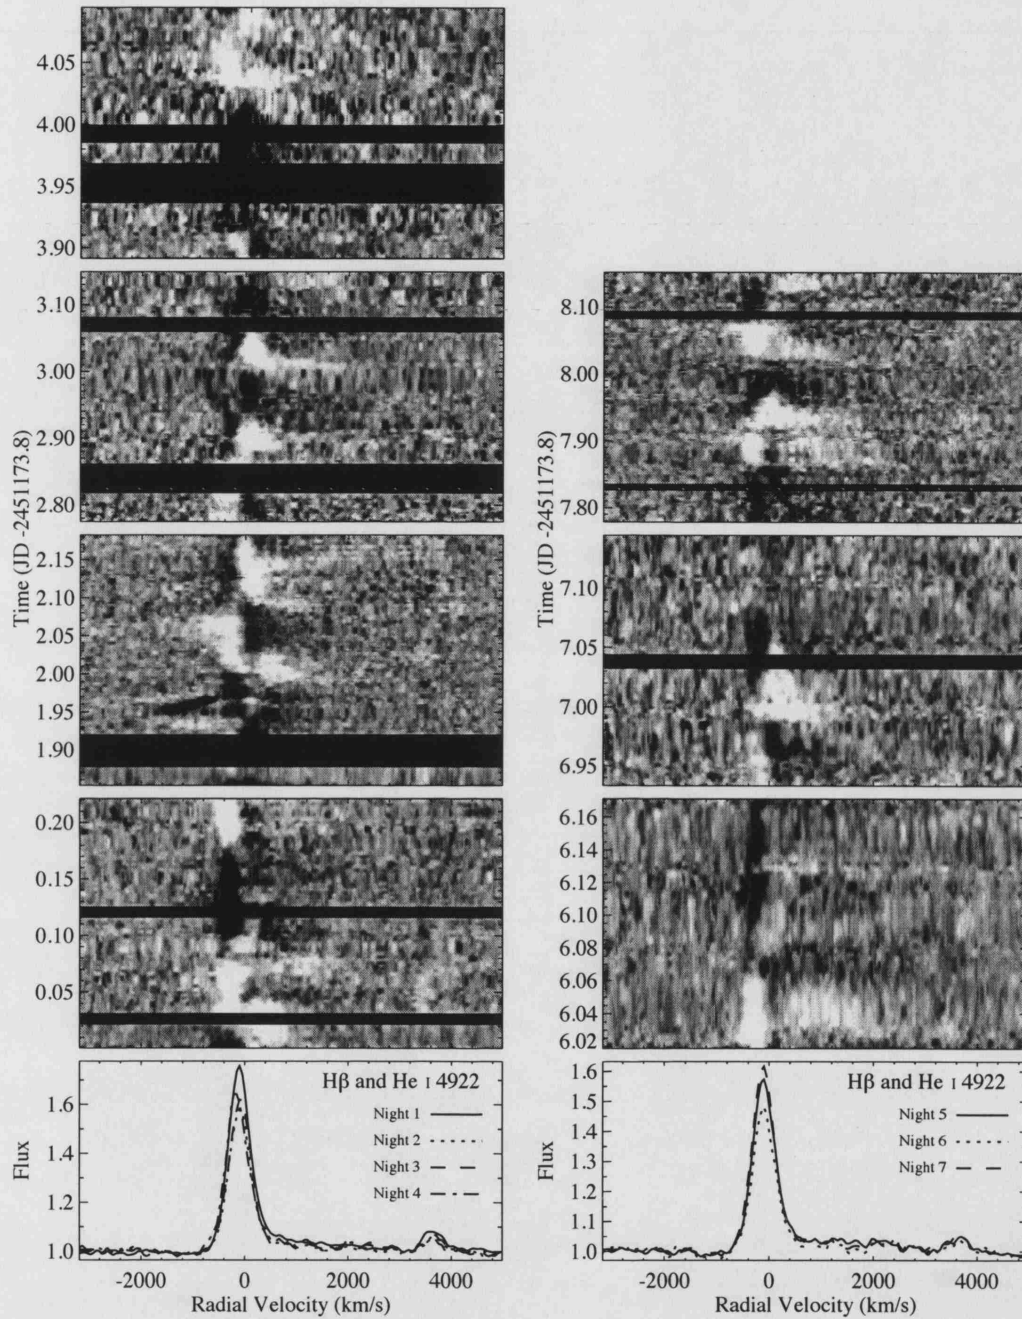 4.05
4.00
3.95
3.90
3.10
3.00
2.90
2.80
2.15
2.10
2.05
2.00
1.95
1.90
Time (JD -2451173.8)
0.20
0.15
0.10
0.05
Hβ and He I 4922
Night 1
Night 2
Night 3
Night 4
1.6
1.4
1.2
1.0
Flux
-2000 0 2000 4000
Radial Velocity (km/s)
8.10
8.00
7.90
7.80
Time (JD -2451173.8)
7.10
7.05
7.00
6.95
6.16
6.14
6.12
6.10
6.08
6.06
6.04
6.02
Hβ and He I 4922
Night 5
Night 6
Night 7
1.6
1.5
1.4
1.3
1.2
1.1
1.0
Flux
-2000 0 2000 4000
Radial Velocity (km/s)